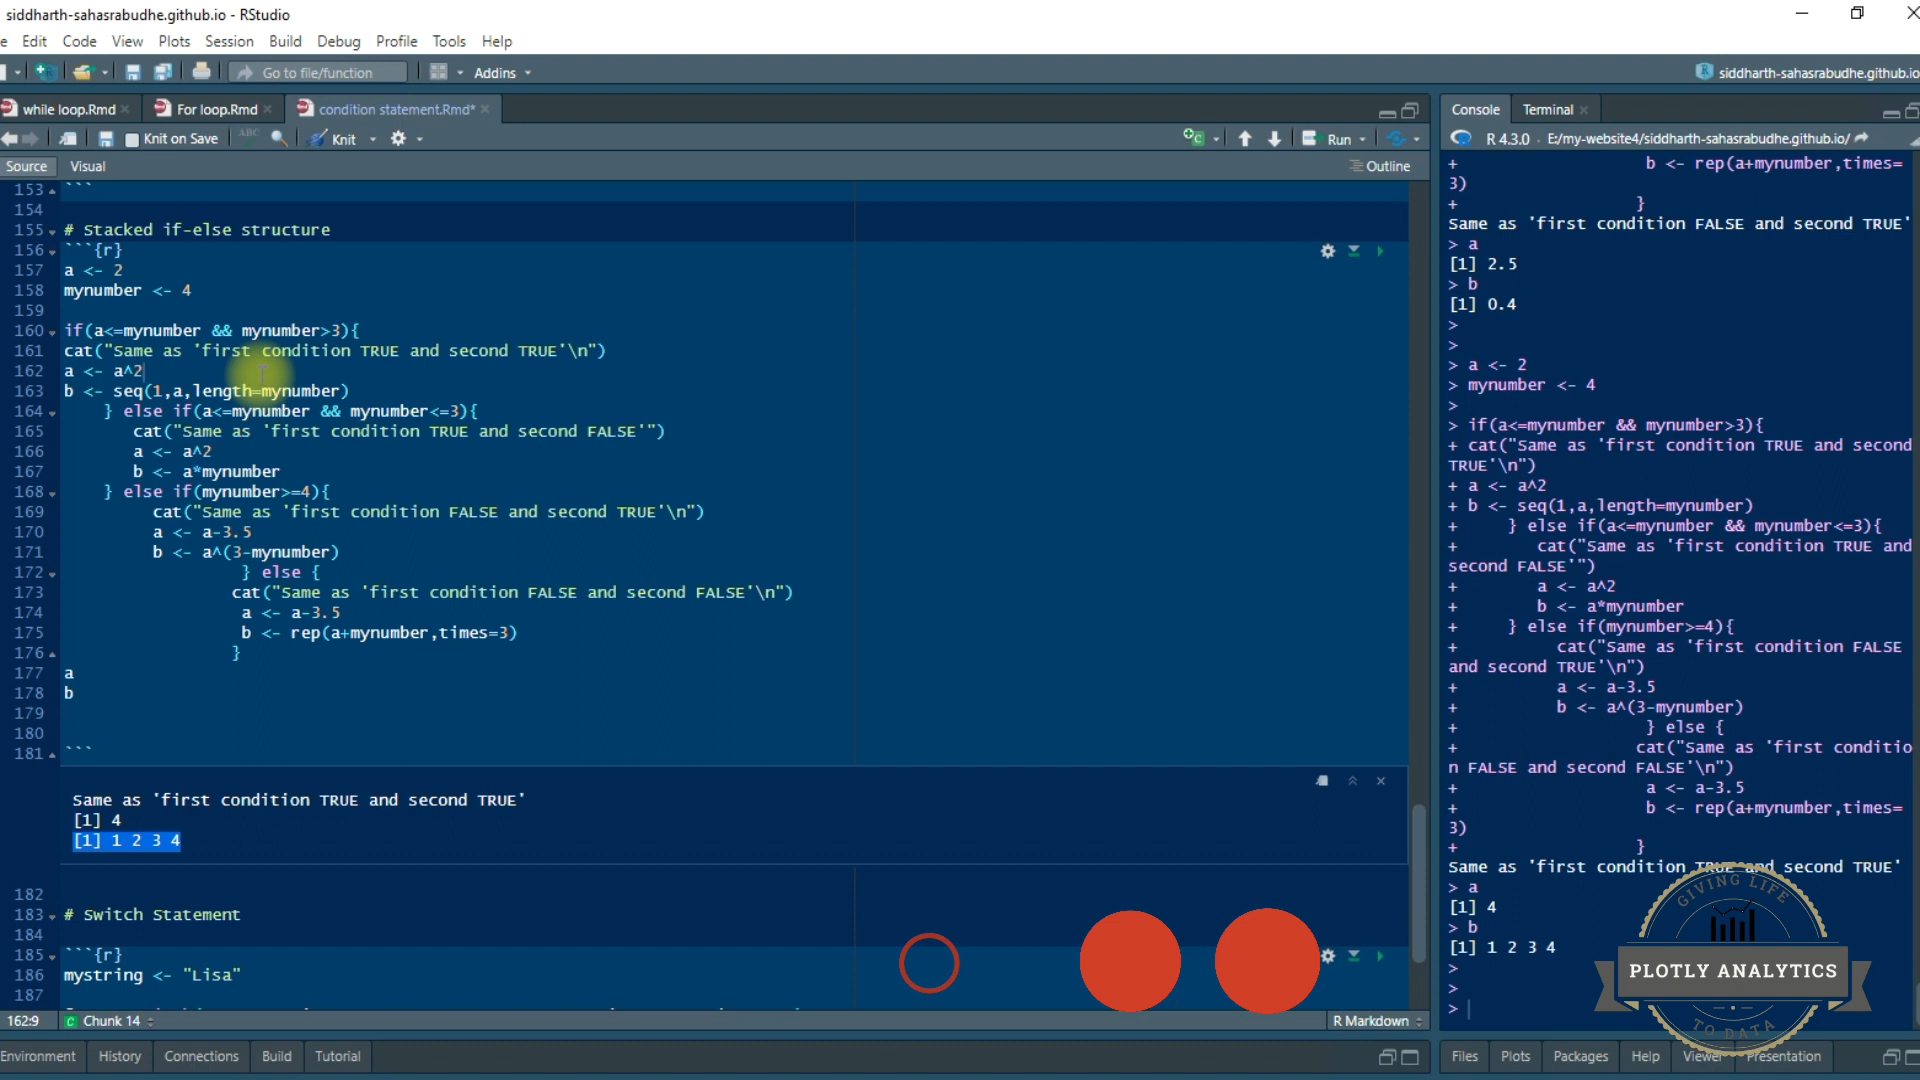 siddharth-sahasrabudhe.github.io - RStudio
e Edit Code View Plots Session Build Debug Profile Tools Help
Go to file/function
Addins
siddharth-sahasrabudhe.github.io
while loop.Rmd
For loop.Rmd
condition statement.Rmd*
Knit on Save
ABC
Knit
Run
Source
Visual
Outline
153 ```
154
155 # Stacked if-else structure
156 ```{r}
157 a <- 2
158 mynumber <- 4
159
160 if(a<=mynumber && mynumber>3){
161 cat("Same as 'first condition TRUE and second TRUE'\n")
162 a <- a^2
163 b <- seq(1,a,length=mynumber)
164 } else if(a<=mynumber && mynumber<=3){
165 cat("Same as 'first condition TRUE and second FALSE'")
166 a <- a^2
167 b <- a*mynumber
168 } else if(mynumber>=4){
169 cat("Same as 'first condition FALSE and second TRUE'\n")
170 a <- a-3.5
171 b <- a^(3-mynumber)
172 } else {
173 cat("Same as 'first condition FALSE and second FALSE'\n")
174 a <- a-3.5
175 b <- rep(a+mynumber,times=3)
176 }
177 a
178 b
179
180
181 ```
Same as 'first condition TRUE and second TRUE'
[1] 4
[1] 1 2 3 4
182
183 # Switch Statement
184
185 ```{r}
186 mystring <- "Lisa"
187
162:9
Chunk 14
R Markdown
Environment
History
Connections
Build
Tutorial
Console
Terminal
R 4.3.0 · E:/my-website4/siddharth-sahasrabudhe.github.io/
+ b <- rep(a+mynumber,times=
3)
+ }
Same as 'first condition FALSE and second TRUE'
> a
[1] 2.5
> b
[1] 0.4
>
>
> a <- 2
> mynumber <- 4
>
> if(a<=mynumber && mynumber>3){
+ cat("Same as 'first condition TRUE and second
TRUE'\n")
+ a <- a^2
+ b <- seq(1,a,length=mynumber)
+ } else if(a<=mynumber && mynumber<=3){
+ cat("Same as 'first condition TRUE and
second FALSE'")
+ a <- a^2
+ b <- a*mynumber
+ } else if(mynumber>=4){
+ cat("Same as 'first condition FALSE
and second TRUE'\n")
+ a <- a-3.5
+ b <- a^(3-mynumber)
+ } else {
+ cat("Same as 'first conditio
n FALSE and second FALSE'\n")
+ a <- a-3.5
+ b <- rep(a+mynumber,times=
3)
+ }
Same as 'first condition TRUE and second TRUE'
> a
[1] 4
> b
[1] 1 2 3 4
>
>
>
GIVING LIFE
PLOTLY ANALYTICS
TO DATA
Files
Plots
Packages
Help
Viewer
Presentation